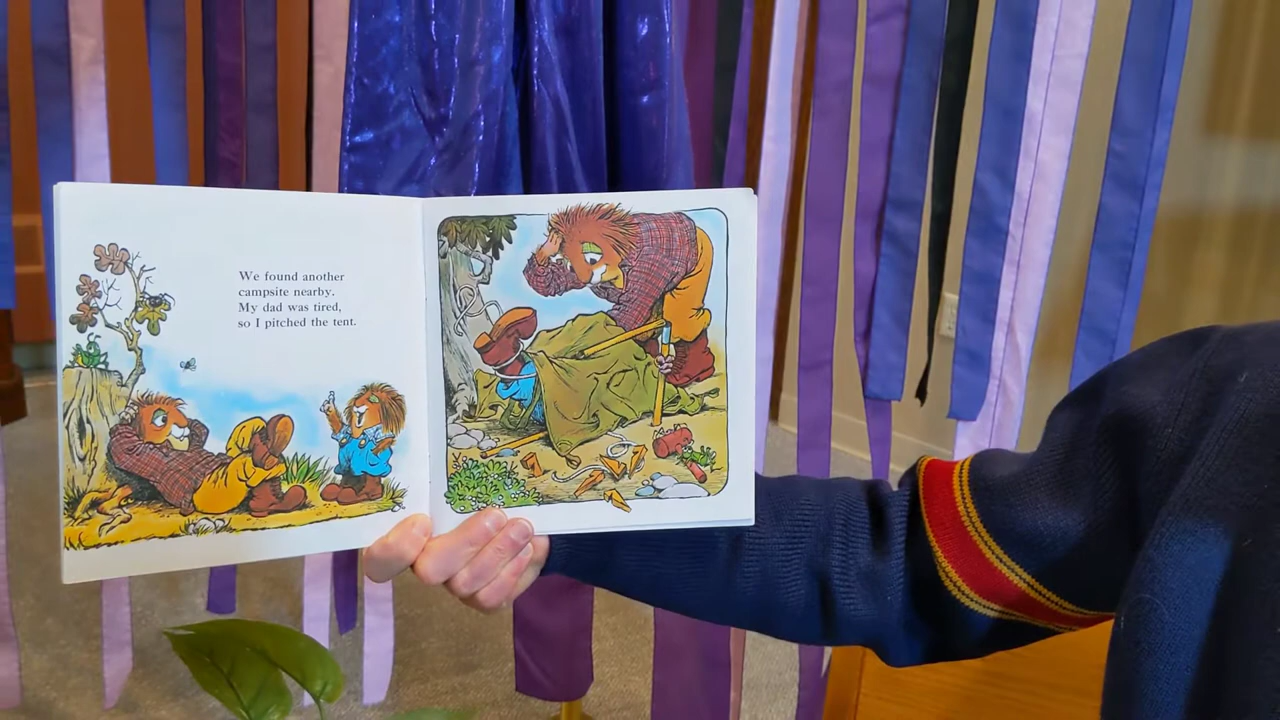 We found another
campsite nearby.
My dad was tired,
so I pitched the tent.